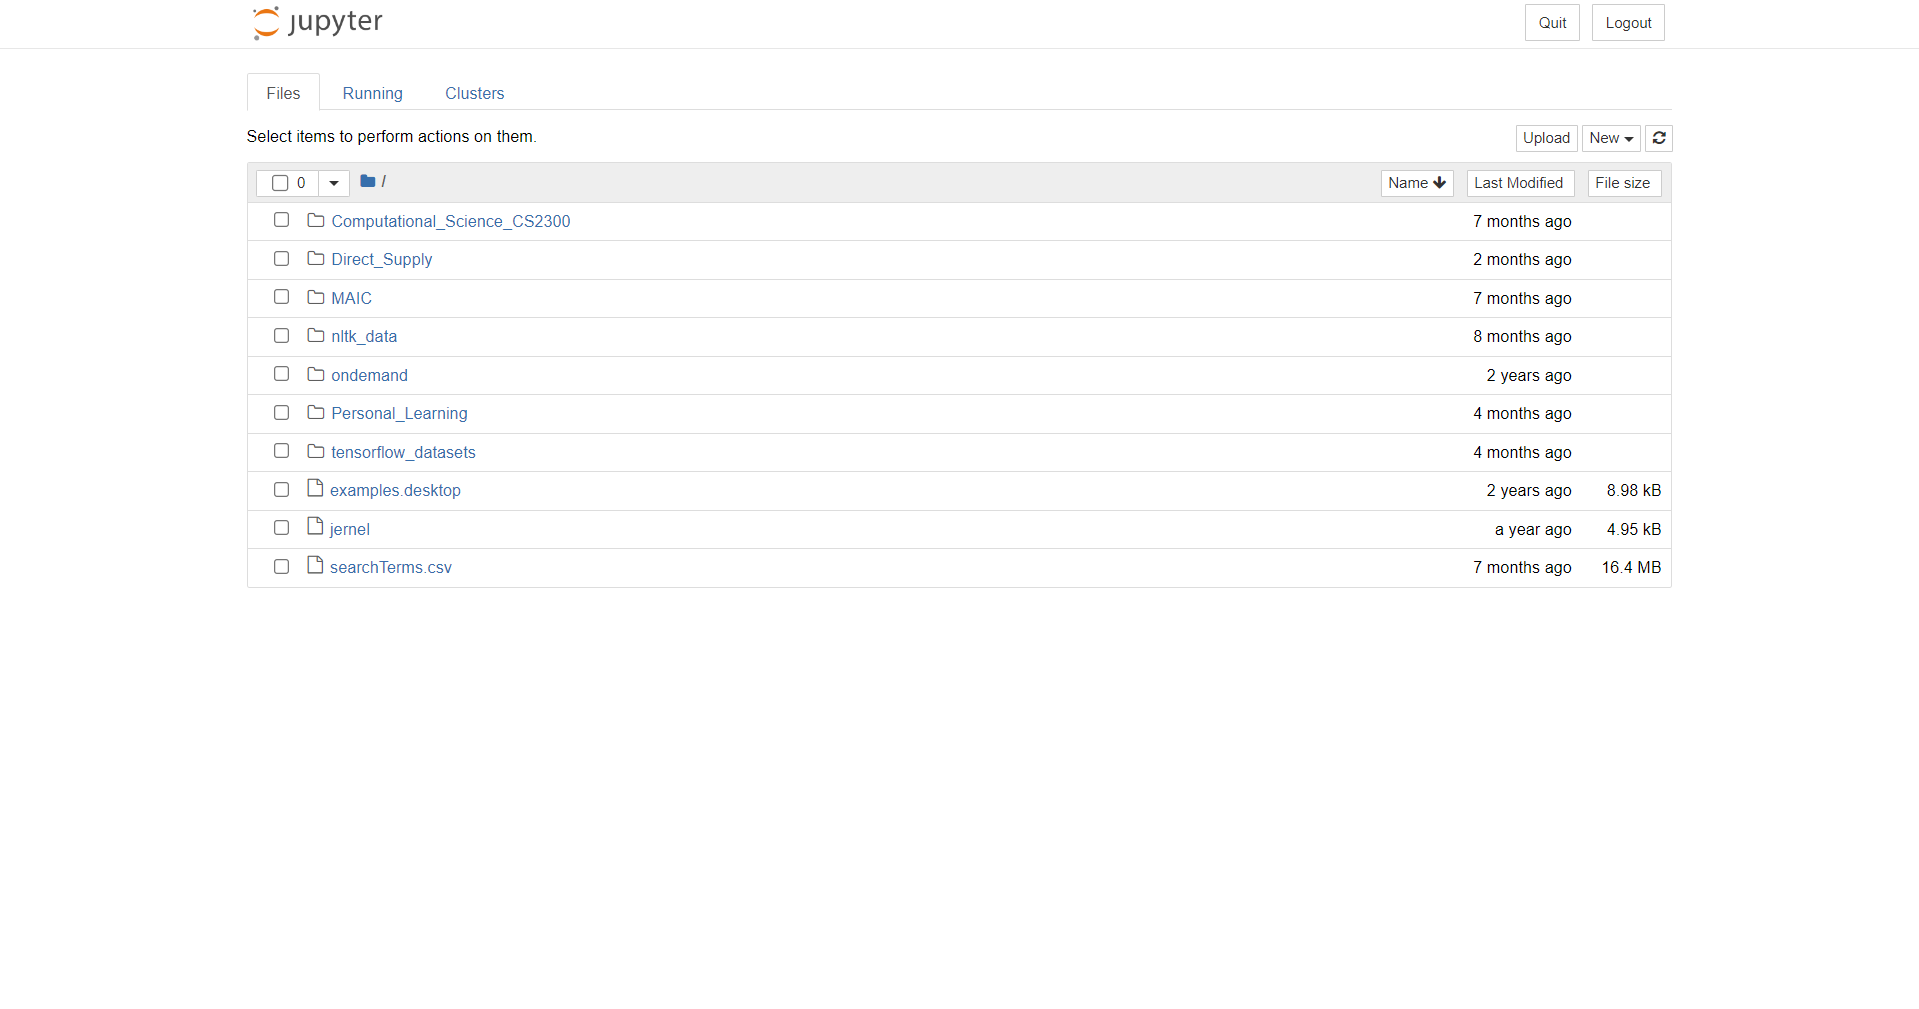 jupyter
Quit Logout
Files Running Clusters
Select items to perform actions on them.
Upload New
0 / Name Last Modified File size
Computational_Science_CS2300 7 months ago
Direct_Supply 2 months ago
MAIC 7 months ago
nltk_data 8 months ago
ondemand 2 years ago
Personal_Learning 4 months ago
tensorflow_datasets 4 months ago
examples.desktop 2 years ago 8.98 kB
jernel a year ago 4.95 kB
searchTerms.csv 7 months ago 16.4 MB